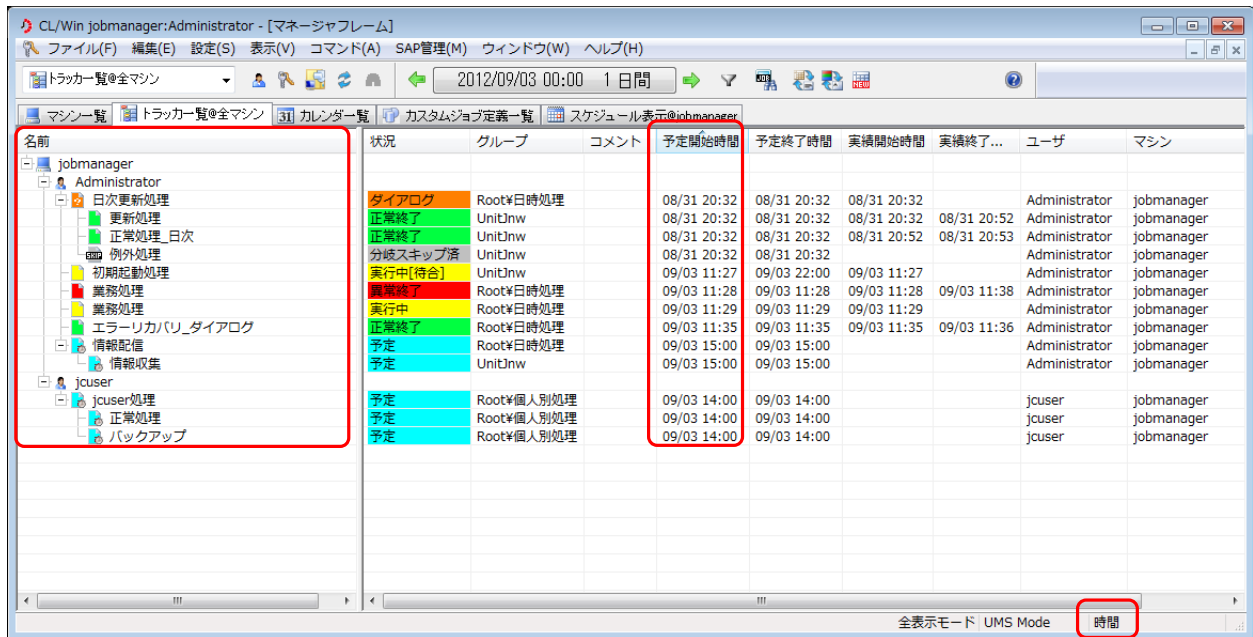 CL/Win jobmanager:Administrator - [マネージャフレーム]
ファイル(F) 編集(E) 設定(S) 表示(V) コマンド(A) SAP管理(M) ウィンドウ(W) ヘルプ(H)
トラッカ一覧@全マシン 2012/09/03 00:00 1 日間
マシン一覧 トラッカ一覧@全マシン 31 カレンダ一覧 カスタムジョブ定義一覧 スケジュール表示@jobmanager
名前 状況 グループ コメント 予定開始時間 予定終了時間 実績開始時間 実績終了... ユーザ マシン
jobmanager
Administrator
日次更新処理 ダイアログ Root¥日時処理 08/31 20:32 08/31 20:32 08/31 20:32 Administrator jobmanager
更新処理 正常終了 UnitJnw 08/31 20:32 08/31 20:32 08/31 20:32 08/31 20:52 Administrator jobmanager
正常処理_日次 正常終了 UnitJnw 08/31 20:32 08/31 20:32 08/31 20:52 08/31 20:53 Administrator jobmanager
例外処理 分岐スキップ済 UnitJnw 08/31 20:32 08/31 20:32 Administrator jobmanager
初期起動処理 実行中[待合] UnitJnw 09/03 11:27 09/03 22:00 09/03 11:27 Administrator jobmanager
業務処理 異常終了 Root¥日時処理 09/03 11:28 09/03 11:28 09/03 11:28 09/03 11:38 Administrator jobmanager
業務処理 実行中 Root¥日時処理 09/03 11:29 09/03 11:29 09/03 11:29 Administrator jobmanager
エラーリカバリ_ダイアログ 正常終了 Root¥日時処理 09/03 11:35 09/03 11:35 09/03 11:35 09/03 11:36 Administrator jobmanager
情報配信 予定 Root¥日時処理 09/03 15:00 09/03 15:00 Administrator jobmanager
情報収集 予定 UnitJnw 09/03 15:00 09/03 15:00 Administrator jobmanager
jcuser
jcuser処理 予定 Root¥個人別処理 09/03 14:00 09/03 14:00 jcuser jobmanager
正常処理 予定 Root¥個人別処理 09/03 14:00 09/03 14:00 jcuser jobmanager
バックアップ 予定 Root¥個人別処理 09/03 14:00 09/03 14:00 jcuser jobmanager
全表示モード UMS Mode 時間